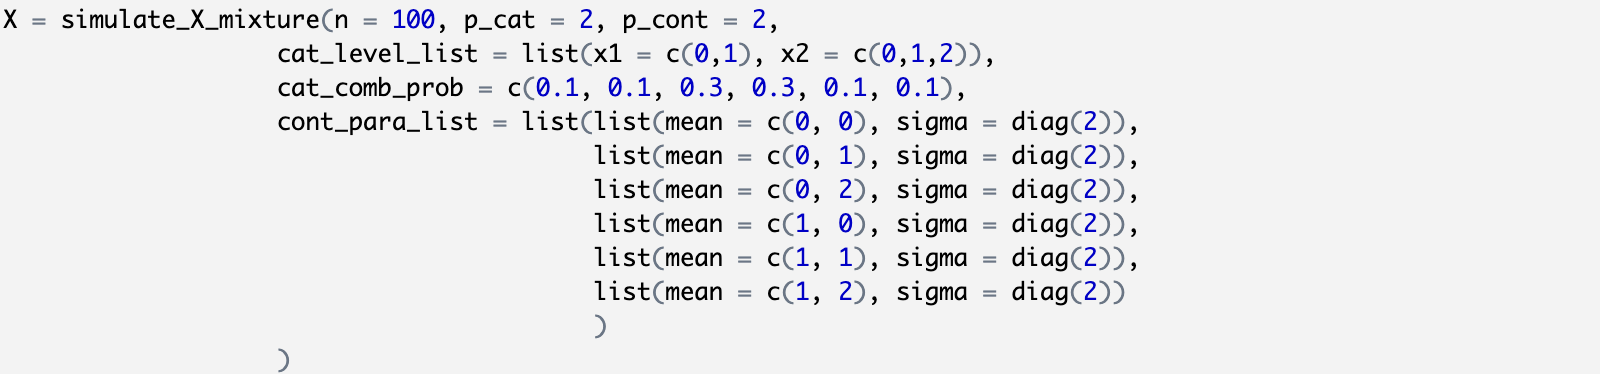 X = simulate_X_mixture(n = 100, p_cat = 2, p_cont = 2,
                   cat_level_list = list(x1 = c(0,1), x2 = c(0,1,2)),
                   cat_comb_prob = c(0.1, 0.1, 0.3, 0.3, 0.1, 0.1),
                   cont_para_list = list(list(mean = c(0, 0), sigma = diag(2)),
                                         list(mean = c(0, 1), sigma = diag(2)),
                                         list(mean = c(0, 2), sigma = diag(2)),
                                         list(mean = c(1, 0), sigma = diag(2)),
                                         list(mean = c(1, 1), sigma = diag(2)),
                                         list(mean = c(1, 2), sigma = diag(2))
                                         )
                   )